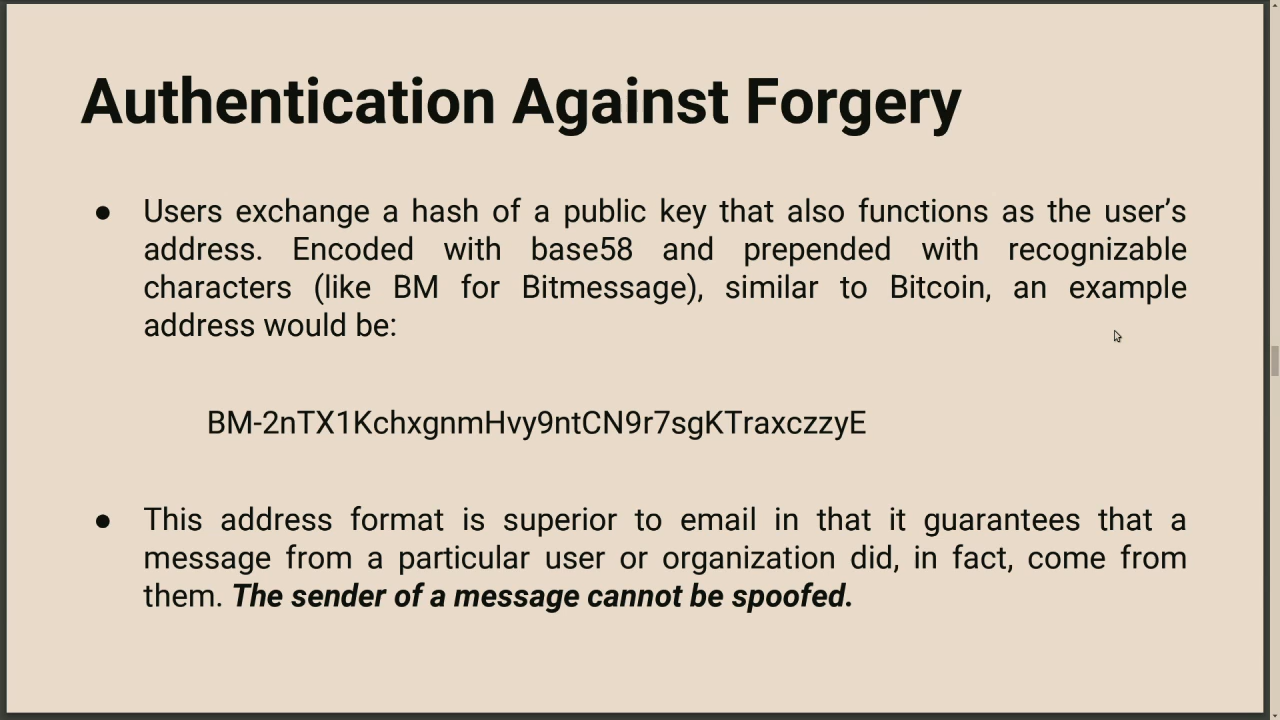 Authentication Against Forgery
● Users exchange a hash of a public key that also functions as the user’s
address. Encoded with base58 and prepended with recognizable
characters (like BM for Bitmessage), similar to Bitcoin, an example
address would be:
BM-2nTX1KchxgnmHvy9ntCN9r7sgKTraxczzyE
● This address format is superior to email in that it guarantees that a
message from a particular user or organization did, in fact, come from
them. The sender of a message cannot be spoofed.